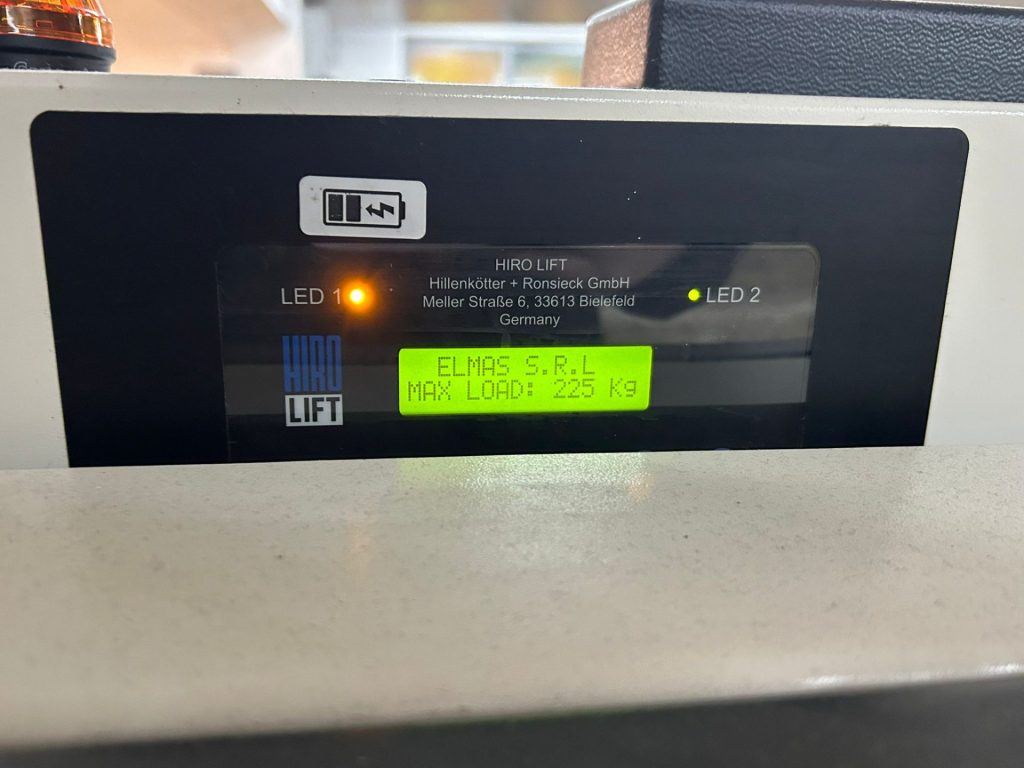 HIRO LIFT
Hillenkötter + Ronsieck GmbH
Meller Straße 6, 33613 Bielefeld
Germany
LED 1
LED 2
HIRO
LIFT
ELMAS S.R.L
MAX LOAD: 225 Kg